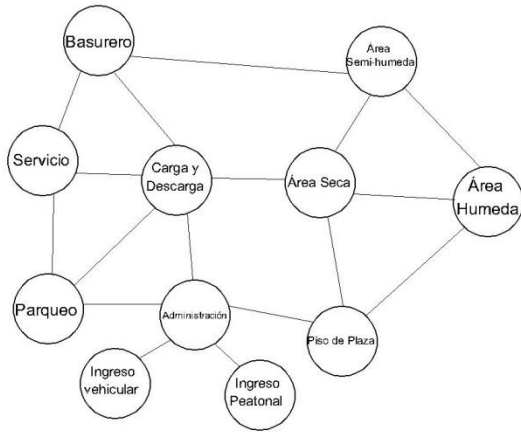 Basurero
Área
Semi-humeda
Servicio
Carga y
Descarga
Área Seca
Área
Humeda
Parqueo
Administración
Piso de Plaza
Ingreso
vehicular
Ingreso
Peatonal